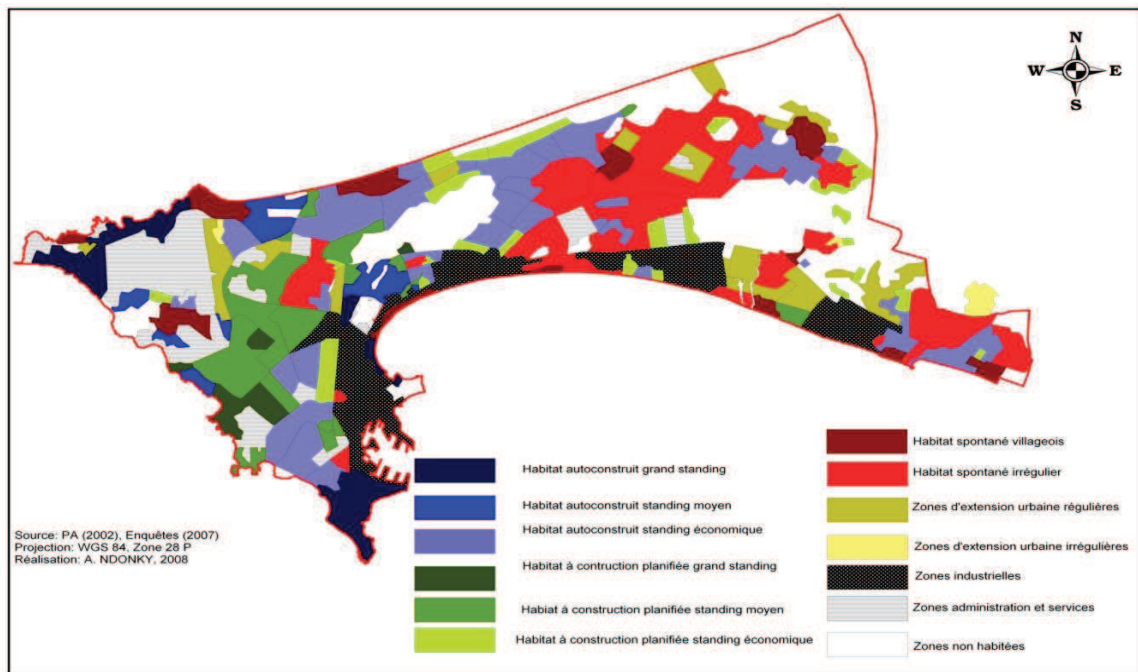 N
W E
S
Habitat autoconstruit grand standing
Habitat autoconstruit standing moyen
Habitat autoconstruit standing économique
Habitat à contruction planifiée grand standing
Habiat à construction planifiée standing moyen
Habitat à construction planifiée standing économique
Habitat spontané villageois
Habitat spontané irrégulier
Zones d'extension urbaine régulières
Zones d'extension urbaine irrégulières
Zones industrielles
Zones administration et services
Zones non habitées
Source: PA (2002), Enquêtes (2007)
Projection: WGS 84, Zone 28 P
Réalisation: A. NDONKY, 2008